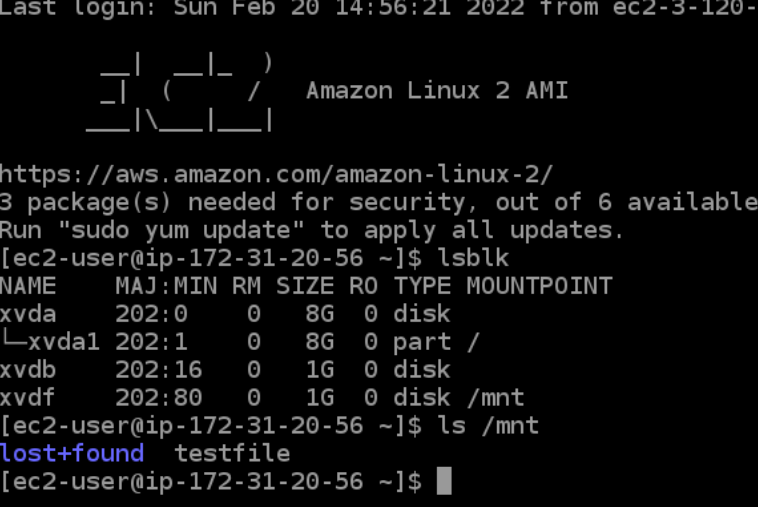 Last login: Sun Feb 20 14:56:21 2022 from ec2-3-120-
__|  __|_  )
_|  (     /   Amazon Linux 2 AMI
___|\___|___|
https://aws.amazon.com/amazon-linux-2/
3 package(s) needed for security, out of 6 available
Run "sudo yum update" to apply all updates.
[ec2-user@ip-172-31-20-56 ~]$ lsblk
NAME    MAJ:MIN RM SIZE RO TYPE MOUNTPOINT
xvda    202:0    0   8G  0 disk
└─xvda1 202:1    0   8G  0 part /
xvdb    202:16   0   1G  0 disk
xvdf    202:80   0   1G  0 disk /mnt
[ec2-user@ip-172-31-20-56 ~]$ ls /mnt
lost+found  testfile
[ec2-user@ip-172-31-20-56 ~]$